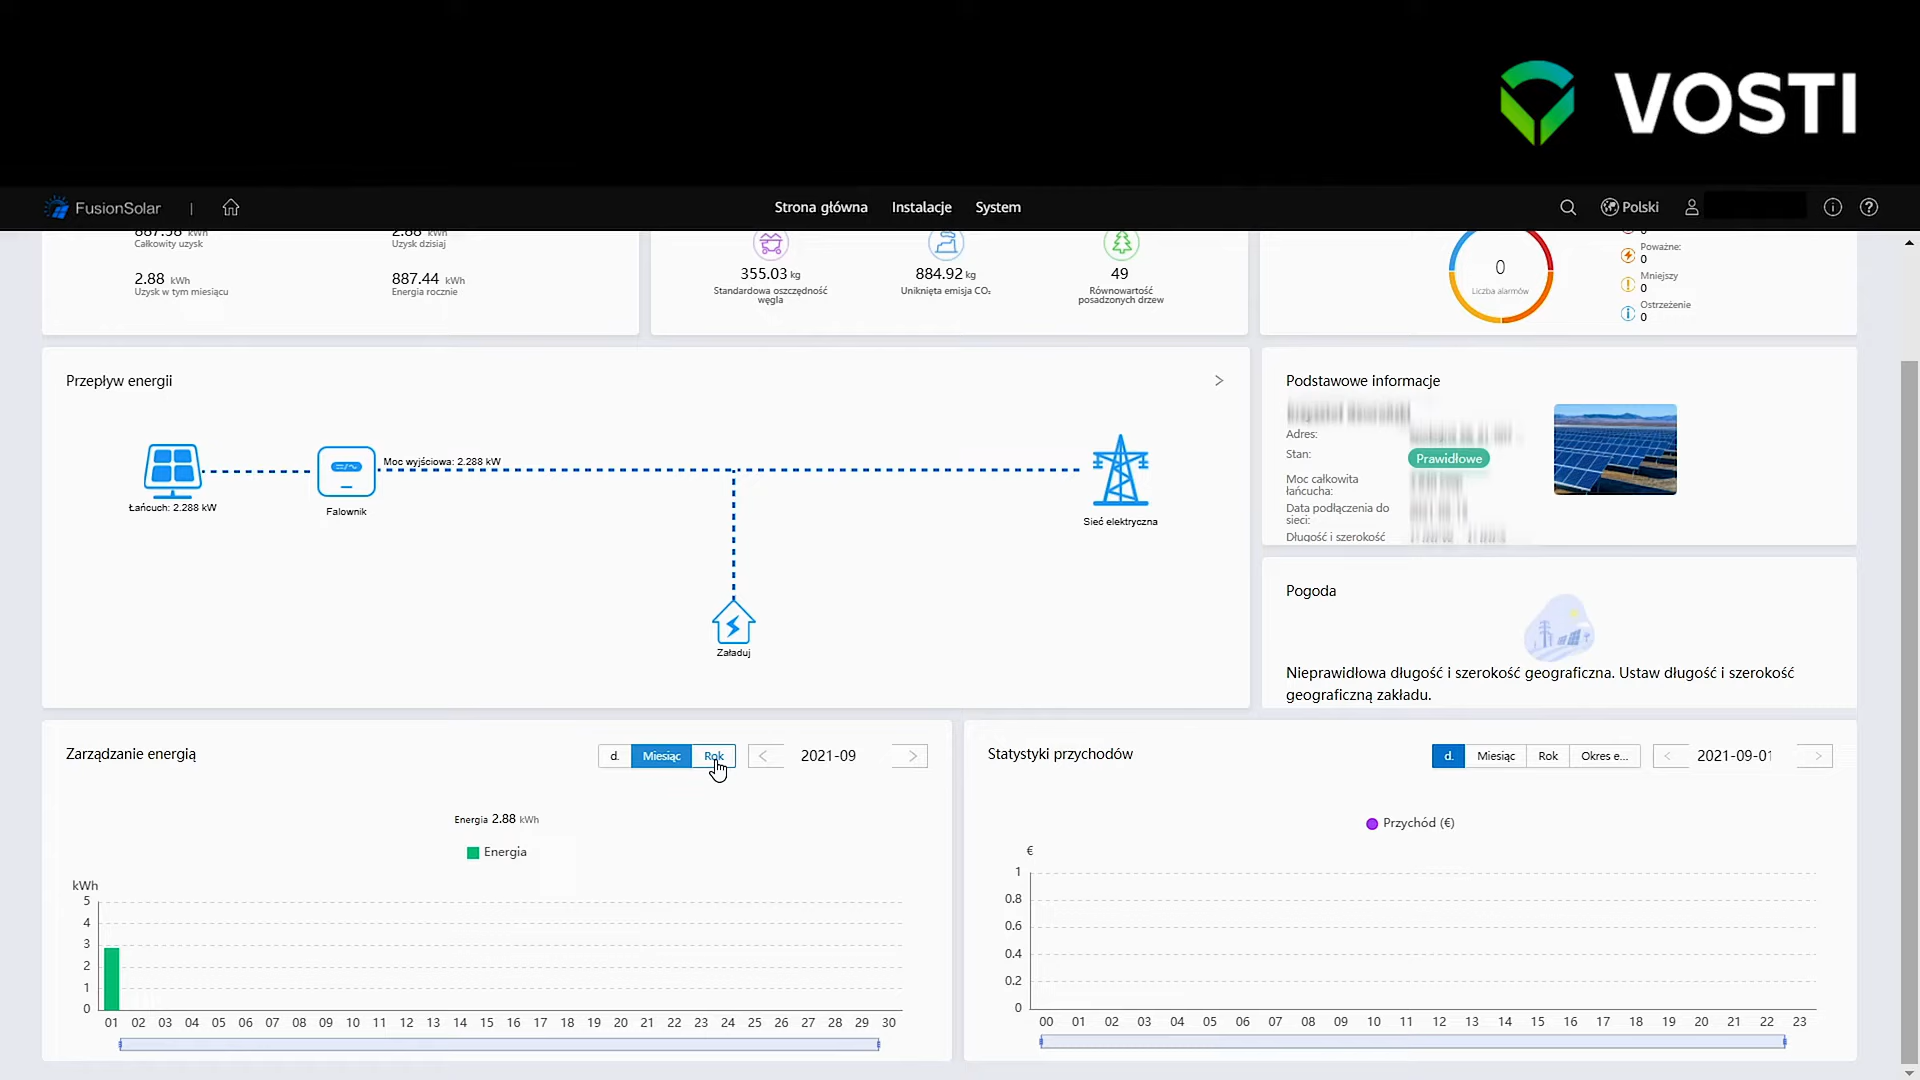 VOSTI
FusionSolar
Strona główna Instalacje System
Polski
Całkowity uzysk
Uzysk dzisiaj
2.88 kWh
887.44 kWh
Uzysk w tym miesiącu
Energia rocznie
355.03 kg
884.92 kg
49
Standardowa oszczędność
węgla
Uniknięta emisja CO₂
Równowartość
posadzonych drzew
0
Liczba alarmów
Poważne:
0
Mniejszy
0
Ostrzeżenie
0
Przepływ energii
Łańcuch: 2.288 kW
Falownik
Moc wyjściowa: 2.288 kW
Sieć elektryczna
Załaduj
Podstawowe informacje
Adres:
Stan:
Prawidłowe
Moc całkowita
łańcucha:
Data podłączenia do
sieci:
Długość i szerokość
Pogoda
Nieprawidłowa długość i szerokość geograficzna. Ustaw długość i szerokość
geograficzną zakładu.
Zarządzanie energią
d. Miesiąc Rok < 2021-09 >
Energia 2.88 kWh
Energia
kWh
5
4
3
2
1
0
01 02 03 04 05 06 07 08 09 10 11 12 13 14 15 16 17 18 19 20 21 22 23 24 25 26 27 28 29 30
Statystyki przychodów
d. Miesiąc Rok Okres e... < 2021-09-01 >
Przychód (€)
€
1
0.8
0.6
0.4
0.2
0
00 01 02 03 04 05 06 07 08 09 10 11 12 13 14 15 16 17 18 19 20 21 22 23